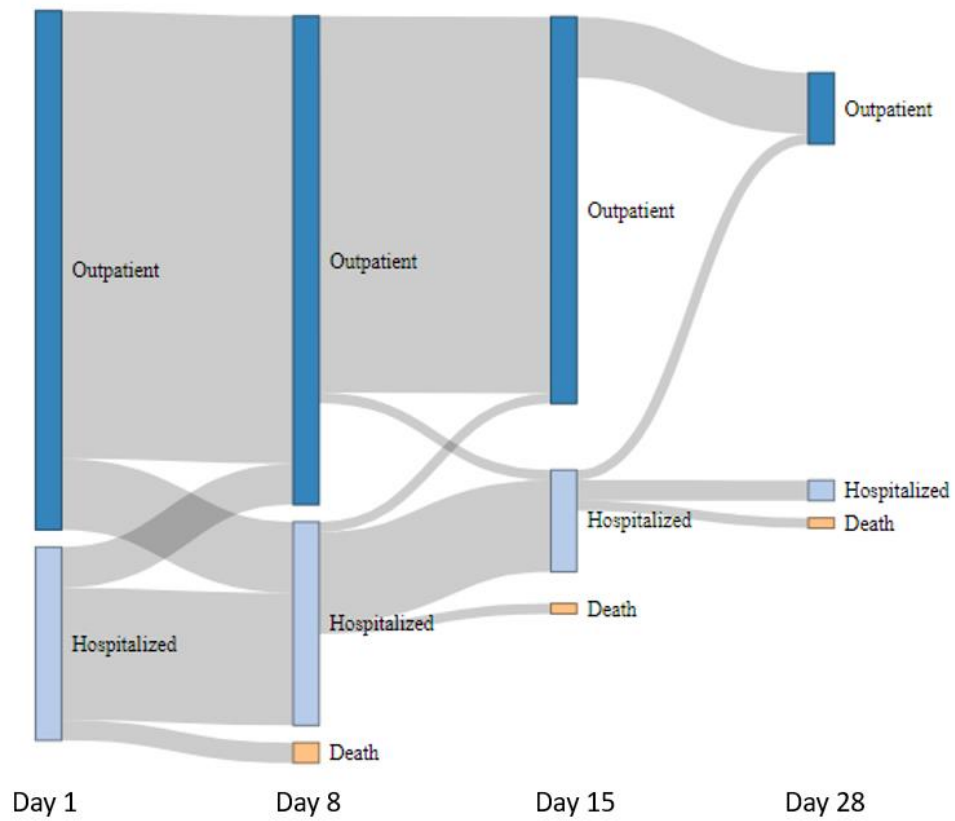 Outpatient
Hospitalized
Outpatient
Hospitalized
Death
Outpatient
Hospitalized
Death
Outpatient
Hospitalized
Death
Day 1
Day 8
Day 15
Day 28